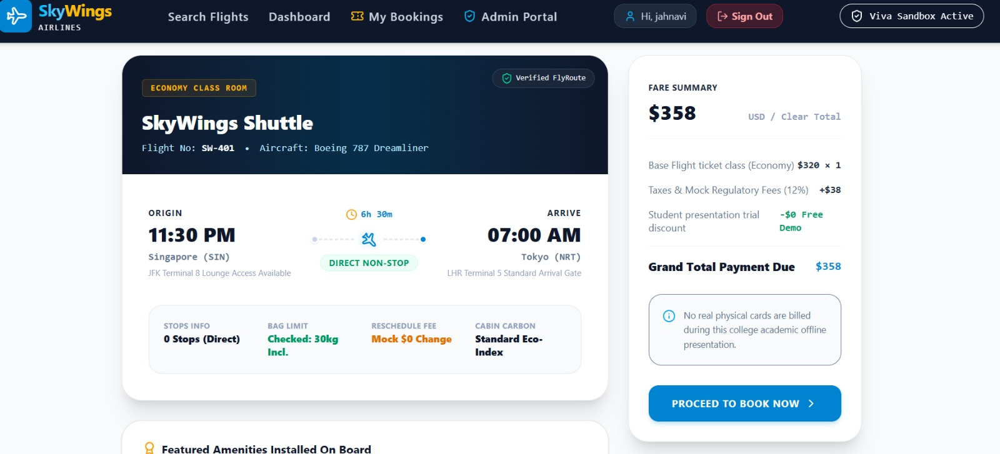 SkyWings
AIRLINES
Search Flights
Dashboard
My Bookings
Admin Portal
Hi, jahnavi
Sign Out
Viva Sandbox Active
ECONOMY CLASS ROOM
Verified FlyRoute
SkyWings Shuttle
Flight No: SW-401 • Aircraft: Boeing 787 Dreamliner
ORIGIN
11:30 PM
Singapore (SIN)
JFK Terminal 8 Lounge Access Available
6h 30m
DIRECT NON-STOP
ARRIVE
07:00 AM
Tokyo (NRT)
LHR Terminal 5 Standard Arrival Gate
STOPS INFO
0 Stops (Direct)
BAG LIMIT
Checked: 30kg
Incl.
RESCHEDULE FEE
Mock $0 Change
CABIN CARBON
Standard Eco-
Index
Featured Amenities Installed On Board
FARE SUMMARY
$358
USD / Clear Total
Base Flight ticket class (Economy) $320 × 1
Taxes & Mock Regulatory Fees (12%) +$38
Student presentation trial
discount
-$0 Free
Demo
Grand Total Payment Due $358
No real physical cards are billed
during this college academic offline
presentation.
PROCEED TO BOOK NOW